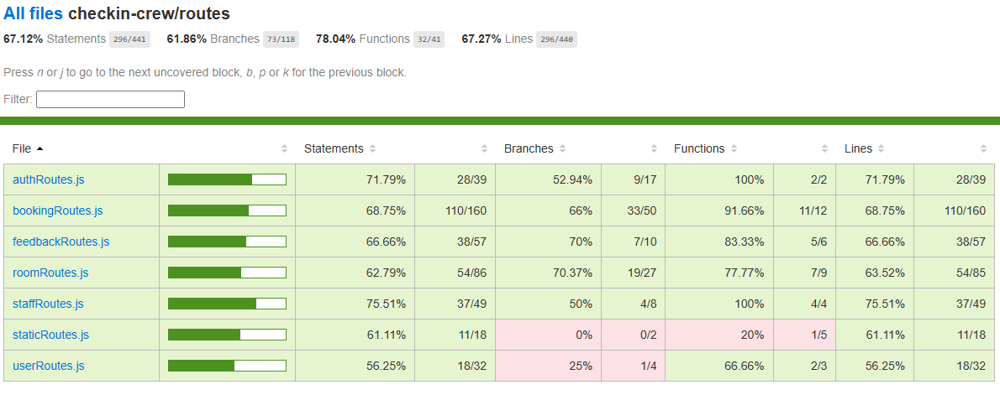 All files checkin-crew/routes
67.12% Statements 296/441 61.86% Branches 73/118 78.04% Functions 32/41 67.27% Lines 296/440
Press n or j to go to the next uncovered block, b, p or k for the previous block.
Filter:
File Statements Branches Functions Lines
authRoutes.js 71.79% 28/39 52.94% 9/17 100% 2/2 71.79% 28/39
bookingRoutes.js 68.75% 110/160 66% 33/50 91.66% 11/12 68.75% 110/160
feedbackRoutes.js 66.66% 38/57 70% 7/10 83.33% 5/6 66.66% 38/57
roomRoutes.js 62.79% 54/86 70.37% 19/27 77.77% 7/9 63.52% 54/85
staffRoutes.js 75.51% 37/49 50% 4/8 100% 4/4 75.51% 37/49
staticRoutes.js 61.11% 11/18 0% 0/2 20% 1/5 61.11% 11/18
userRoutes.js 56.25% 18/32 25% 1/4 66.66% 2/3 56.25% 18/32